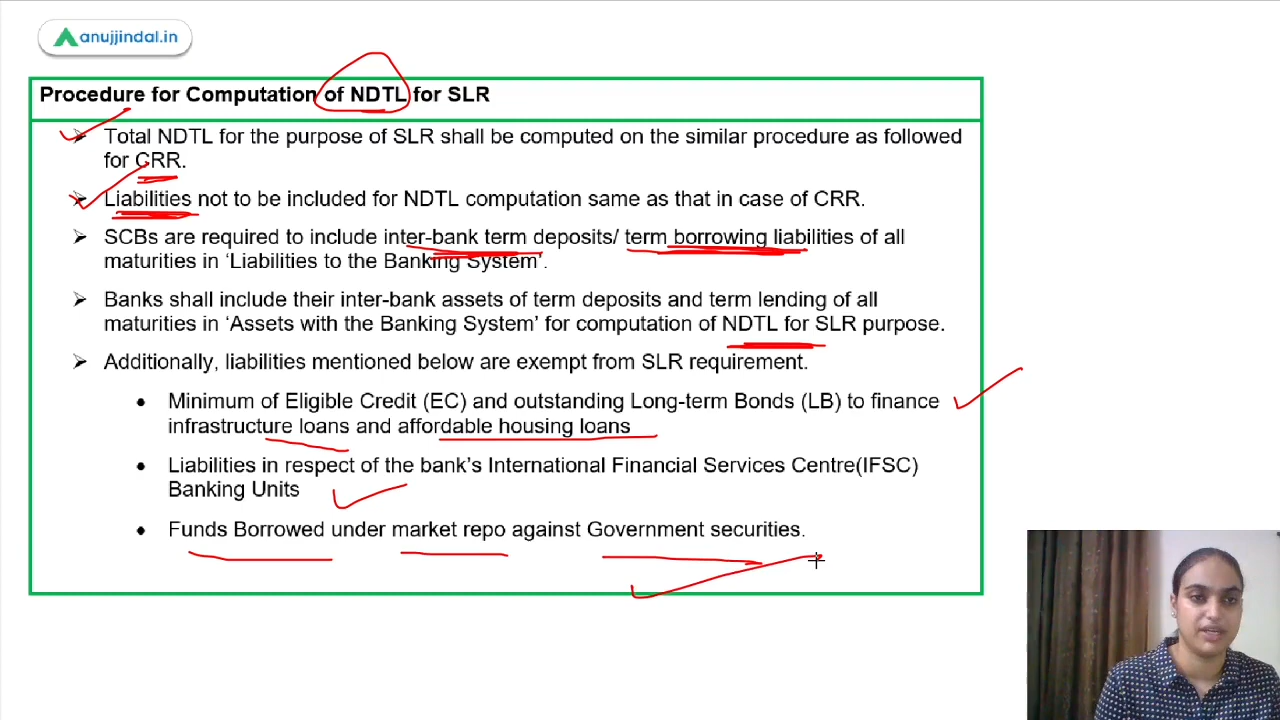 anujjindal.in
Procedure for Computation of NDTL for SLR
Total NDTL for the purpose of SLR shall be computed on the similar procedure as followed
for CRR.
Liabilities not to be included for NDTL computation same as that in case of CRR.
SCBs are required to include inter-bank term deposits/ term borrowing liabilities of all
maturities in ‘Liabilities to the Banking System’.
Banks shall include their inter-bank assets of term deposits and term lending of all
maturities in ‘Assets with the Banking System’ for computation of NDTL for SLR purpose.
Additionally, liabilities mentioned below are exempt from SLR requirement.
Minimum of Eligible Credit (EC) and outstanding Long-term Bonds (LB) to finance
infrastructure loans and affordable housing loans
Liabilities in respect of the bank’s International Financial Services Centre(IFSC)
Banking Units
Funds Borrowed under market repo against Government securities.